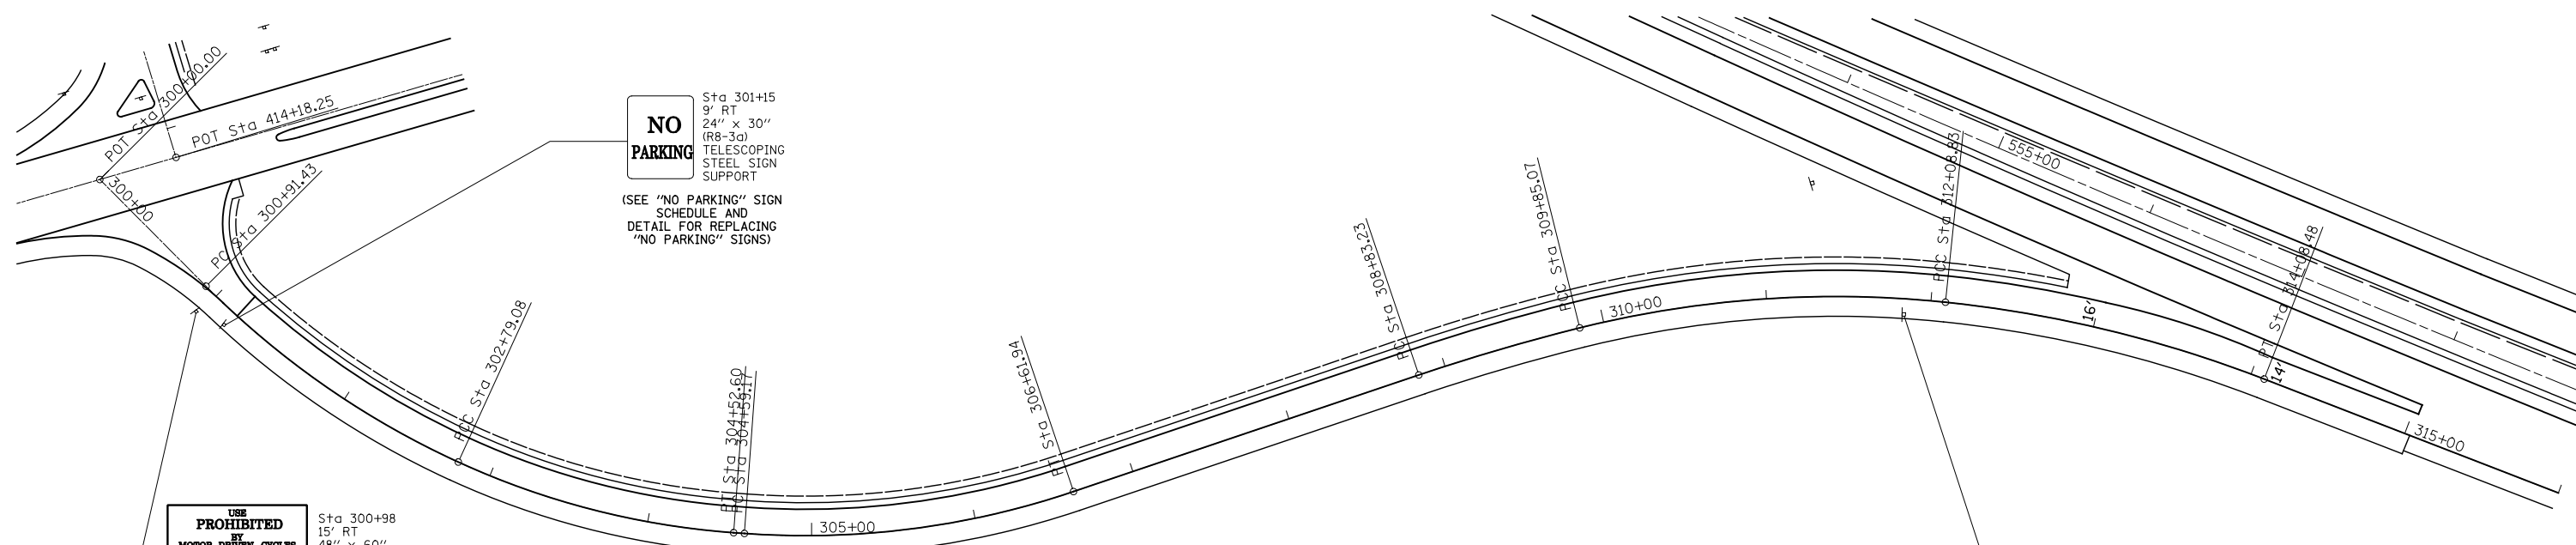 POT Sta 300+00.00
POT Sta 414+18.25
300+00
PC Sta 300+91.43
NO
PARKING
Sta 301+15
9' RT
24" x 30"
(R8-3a)
TELESCOPING
STEEL SIGN
SUPPORT
(SEE "NO PARKING" SIGN
SCHEDULE AND
DETAIL FOR REPLACING
"NO PARKING" SIGNS)
PCC Sta 302+79.08
PT Sta 304+52.60
PC Sta 304+59.17
305+00
PT Sta 306+61.94
PC Sta 308+83.23
PCC Sta 309+85.07
310+00
PCC Sta 312+08.83
555+00
16'
PT Sta 314+08.48
14'
315+00
USE
PROHIBITED
BY
MOTOR-DRIVEN CYCLES
Sta 300+98
15' RT
48" x 60"